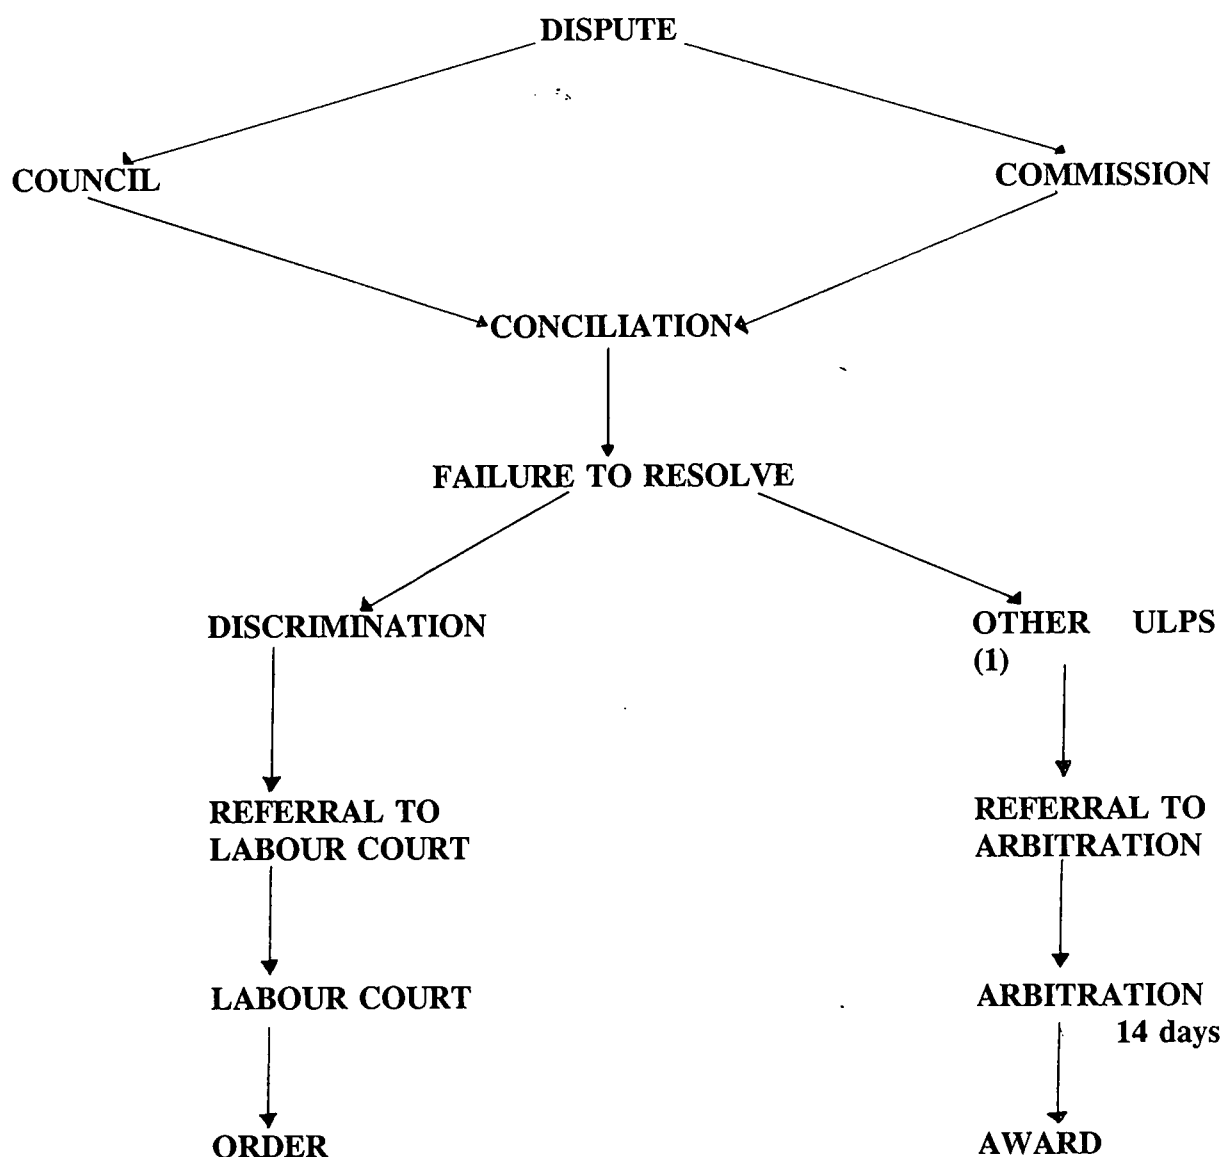 DISPUTE
COUNCIL
COMMISSION
CONCILIATION
FAILURE TO RESOLVE
DISCRIMINATION
OTHER ULPS
(1)
REFERRAL TO
LABOUR COURT
REFERRAL TO
ARBITRATION
LABOUR COURT
ARBITRATION
14 days
ORDER
AWARD